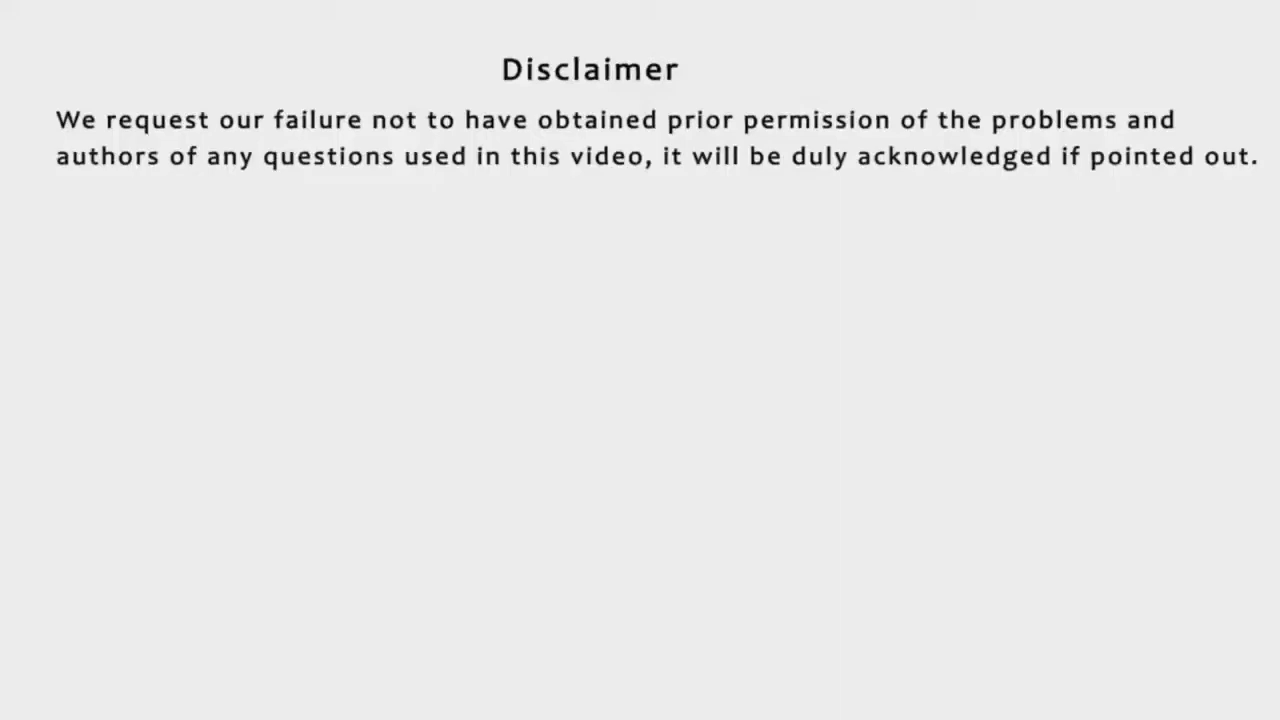 Disclaimer
We request our failure not to have obtained prior permission of the problems and
authors of any questions used in this video, it will be duly acknowledged if pointed out.